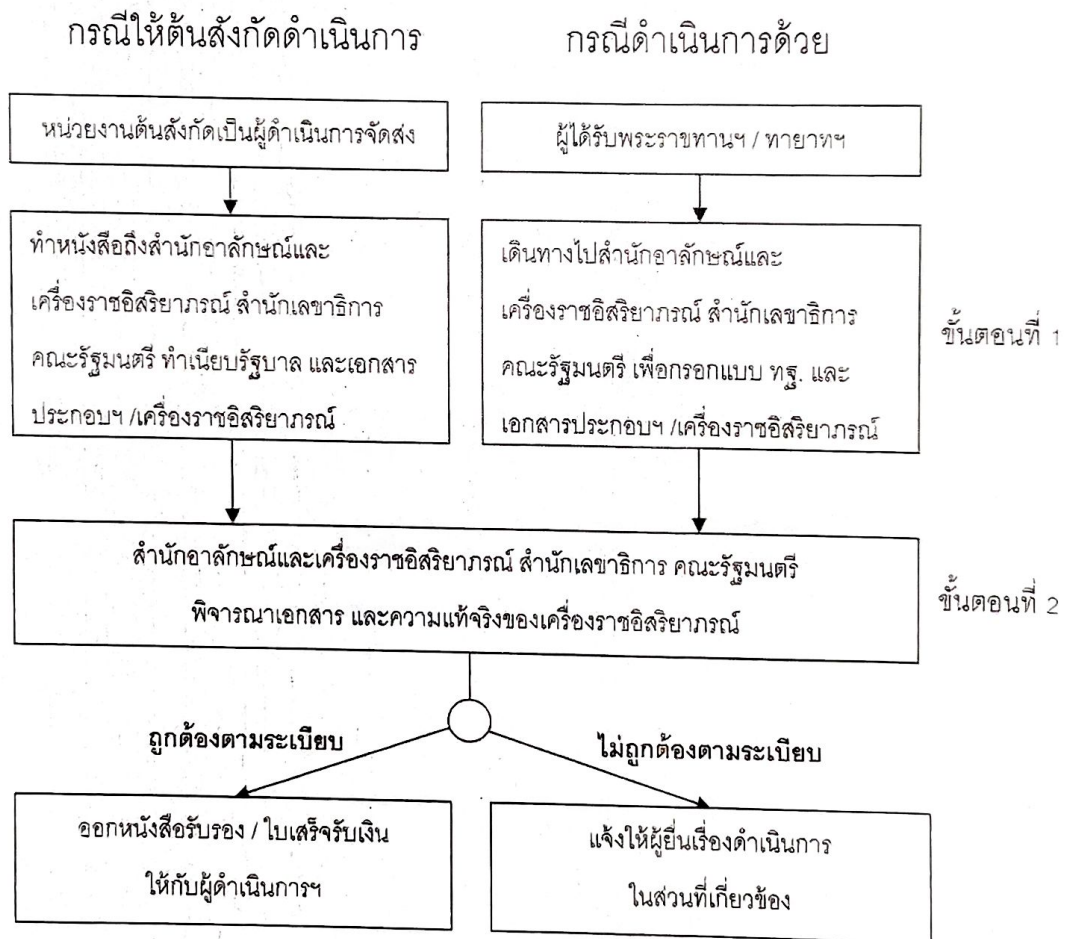 กรณีให้ต้นสังกัดดำเนินการ
กรณีดำเนินการด้วย
หน่วยงานต้นสังกัดเป็นผู้ดำเนินการจัดส่ง
ผู้ได้รับพระราชทานฯ / ทายาทฯ
ทำหนังสือถึงสำนักอาลักษณ์และ
เครื่องราชอิสริยาภรณ์ สำนักเลขาธิการ
คณะรัฐมนตรี ทำเนียบรัฐบาล และเอกสาร
ประกอบฯ /เครื่องราชอิสริยาภรณ์
เดินทางไปสำนักอาลักษณ์และ
เครื่องราชอิสริยาภรณ์ สำนักเลขาธิการ
คณะรัฐมนตรี เพื่อกรอกแบบ ทฐ. และ
เอกสารประกอบฯ /เครื่องราชอิสริยาภรณ์
ขั้นตอนที่ 1
สำนักอาลักษณ์และเครื่องราชอิสริยาภรณ์ สำนักเลขาธิการ คณะรัฐมนตรี
พิจารณาเอกสาร และความแท้จริงของเครื่องราชอิสริยาภรณ์
ขั้นตอนที่ 2
ถูกต้องตามระเบียบ
ไม่ถูกต้องตามระเบียบ
ออกหนังสือรับรอง / ใบเสร็จรับเงิน
ให้กับผู้ดำเนินการฯ
แจ้งให้ผู้ยื่นเรื่องดำเนินการ
ในส่วนที่เกี่ยวข้อง